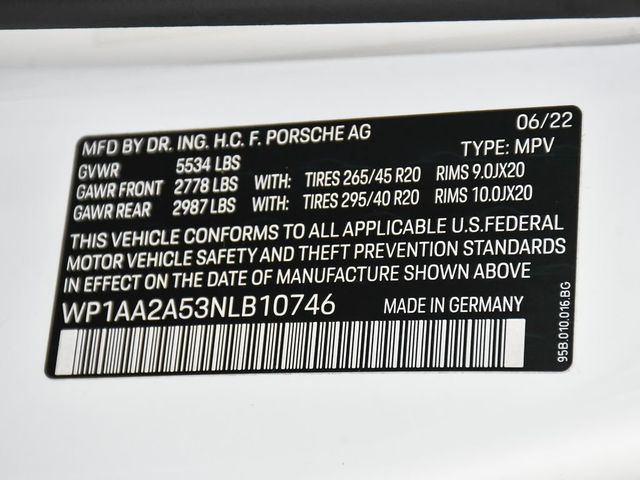 06/22
MFD BY DR. ING. H.C. F. PORSCHE AG
TYPE: MPV
GVWR 5534 LBS
GAWR FRONT 2778 LBS WITH: TIRES 265/45 R20 RIMS 9.0JX20
GAWR REAR 2987 LBS WITH: TIRES 295/40 R20 RIMS 10.0JX20
THIS VEHICLE CONFORMS TO ALL APPLICABLE U.S.FEDERAL
MOTOR VEHICLE SAFETY AND THEFT PREVENTION STANDARDS
IN EFFECT ON THE DATE OF MANUFACTURE SHOWN ABOVE
WP1AA2A53NLB10746 MADE IN GERMANY
95B.010.016.BG